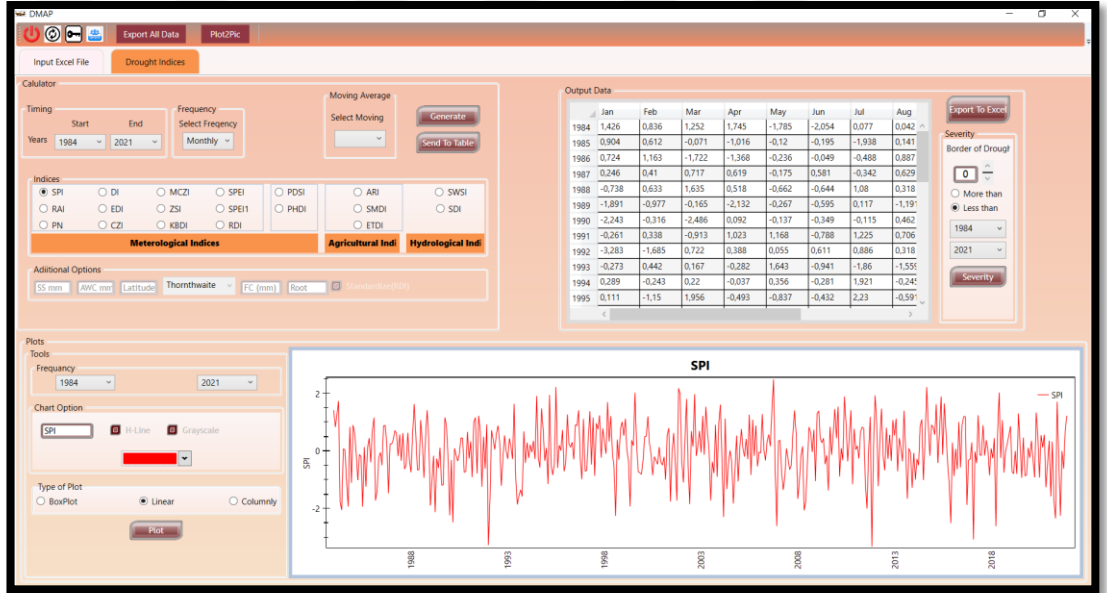 DMAP
Export All Data Plot2Pic
Input Excel File Drought Indices
Calulator
Timing
Start End
Years 1984 2021
Frequency
Select Freqency
Monthly
Moving Average
Select Moving
Generate
Send To Table
Indices
SPI DI MCZI SPEI PDSI ARI SWSI
RAI EDI ZSI SPEI1 PHDI SMDI SDI
PN CZI KBDI RDI ETDI
Meterological Indices Agricultural Indi Hydrological Indi
Adiitional Options
SS mm AWC mm Latitude Thornthwaite FC (mm) Root Standardize(RDI)
Output Data
Jan Feb Mar Apr May Jun Jul Aug
1984 1,426 0,836 1,252 1,745 -1,785 -2,054 0,077 0,042
1985 0,904 0,612 -0,071 -1,016 -0,12 -0,195 -1,938 0,141
1986 0,724 1,163 -1,722 -1,368 -0,236 -0,049 -0,488 0,887
1987 0,246 0,41 0,717 0,619 -0,175 0,581 -0,342 0,629
1988 -0,738 0,633 1,635 0,518 -0,662 -0,644 1,08 0,318
1989 -1,891 -0,977 -0,165 -2,132 -0,267 -0,595 0,117 -1,191
1990 -2,243 -0,316 -2,486 0,092 -0,137 -0,349 -0,115 0,462
1991 -0,261 0,338 -0,913 1,023 1,168 -0,788 1,225 0,706
1992 -3,283 -1,685 0,722 0,388 0,055 0,611 0,886 0,318
1993 -0,273 0,442 0,167 -0,282 1,643 -0,941 -1,86 -1,559
1994 0,289 -0,243 0,22 -0,037 0,356 -0,281 1,921 -0,245
1995 0,111 -1,15 1,956 -0,493 -0,837 -0,432 2,23 -0,591
Export To Excel
Severity
Border of Drough
0
More than
Less than
1984
2021
Severity
Plots
Tools
Frequancy
1984 2021
Chart Option
SPI H-Line Grayscale
Type of Plot
BoxPlot Linear Columnly
Plot
SPI
SPI
SPI
2
0
-2
1988 1993 1998 2003 2008 2013 2018